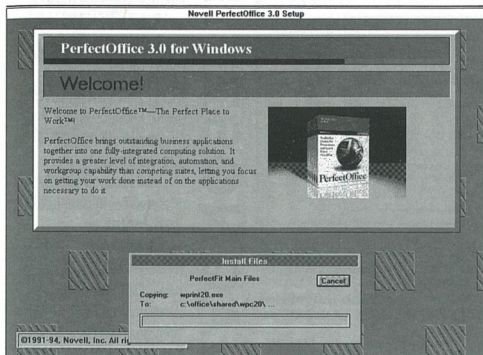 Novell PerfectOffice 3.0 Setup
PerfectOffice 3.0 for Windows
Welcome!
Welcome to PerfectOffice™—The Perfect Place to
Work™!
PerfectOffice brings outstanding business applications
together into one fully-integrated computing solution. It
provides a greater level of integration, automation, and
workgroup capability than competing suites, letting you focus
on getting your work done instead of on the applications
necessary to do it
PerfectOffice
Install Files
PerfectFit Main Files
Cancel
Copying: wprint20.exe
To: c:\office\shared\wpc20\ ...
©1991-94, Novell, Inc. All rig